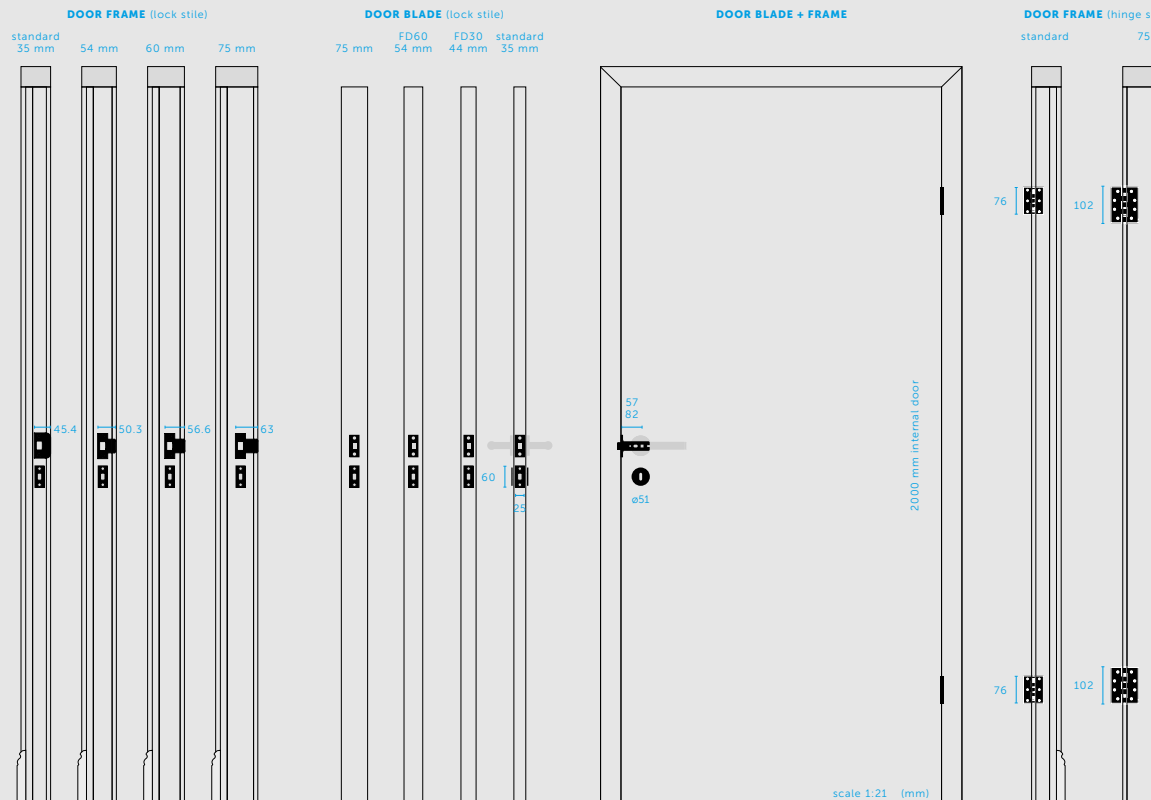 DOOR FRAME (lock stile)
standard
35 mm
54 mm
60 mm
75 mm
45.4
50.3
56.6
63
DOOR BLADE (lock stile)
75 mm
FD60
54 mm
FD30
44 mm
standard
35 mm
60
25
DOOR BLADE + FRAME
57
82
ø51
2000 mm internal door
scale 1:21 (mm)
DOOR FRAME (hinge s
standard
75
76
102
76
102